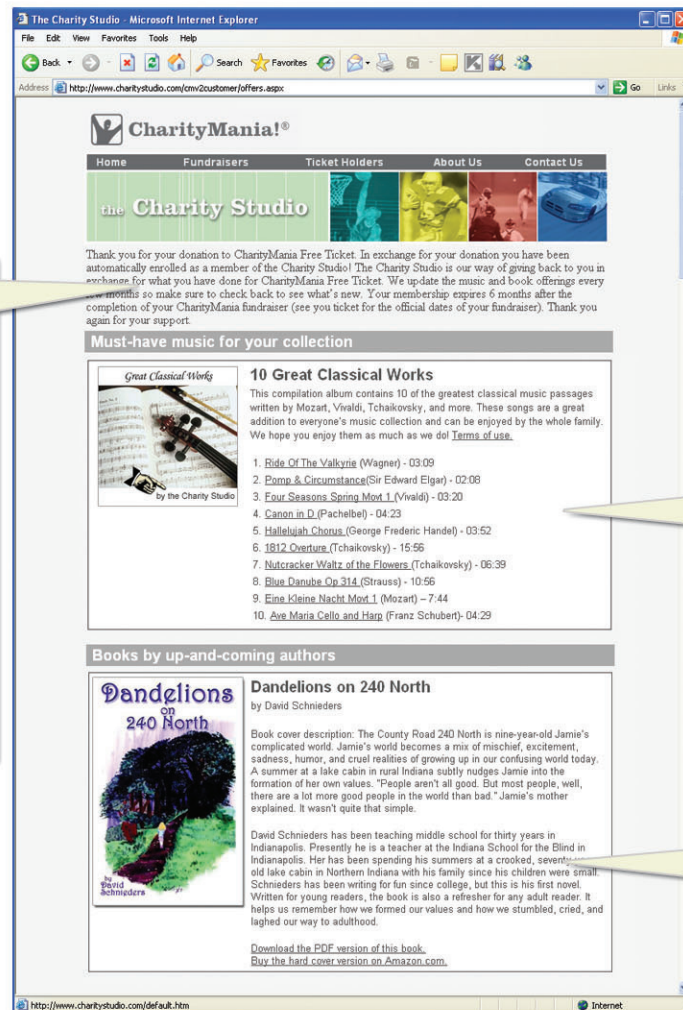 The Charity Studio - Microsoft Internet Explorer
File Edit View Favorites Tools Help
Back Search Favorites
Address http://www.charitystudio.com/cmv2customer/offers.aspx Go Links
CharityMania!®
Home Fundraisers Ticket Holders About Us Contact Us
the Charity Studio
Thank you for your donation to CharityMania Free Ticket. In exchange for your donation you have been
automatically enrolled as a member of the Charity Studio! The Charity Studio is our way of giving back to you in
exchange for what you have done for CharityMania Free Ticket. We update the music and book offerings every
few months so make sure to check back to see what's new. Your membership expires 6 months after the
completion of your CharityMania fundraiser (see you ticket for the official dates of your fundraiser). Thank you
again for your support.
Must-have music for your collection
Great Classical Works
by the Charity Studio
10 Great Classical Works
This compilation album contains 10 of the greatest classical music passages
written by Mozart, Vivaldi, Tchaikovsky, and more. These songs are a great
addition to everyone's music collection and can be enjoyed by the whole family.
We hope you enjoy them as much as we do! Terms of use.
1. Ride Of The Valkyrie (Wagner) - 03:09
2. Pomp & Circumstance(Sir Edward Elgar) - 02:08
3. Four Seasons Spring Movt 1 (Vivaldi) - 03:20
4. Canon in D (Pachelbel) - 04:23
5. Hallelujah Chorus (George Frederic Handel) - 03:52
6. 1812 Overture (Tchaikovsky) - 15:56
7. Nutcracker Waltz of the Flowers (Tchaikovsky) - 06:39
8. Blue Danube Op 314 (Strauss) - 10:56
9. Eine Kleine Nacht Movt 1 (Mozart) – 7:44
10. Ave Maria Cello and Harp (Franz Schubert)- 04:29
Books by up-and-coming authors
Dandelions
on
240 North
by
David
Schnieders
Dandelions on 240 North
by David Schnieders
Book cover description: The County Road 240 North is nine-year-old Jamie's
complicated world. Jamie's world becomes a mix of mischief, excitement,
sadness, humor, and cruel realities of growing up in our confusing world today.
A summer at a lake cabin in rural Indiana subtly nudges Jamie into the
formation of her own values. "People aren't all good. But most people, well,
there are a lot more good people in the world than bad." Jamie's mother
explained. It wasn't quite that simple.
David Schnieders has been teaching middle school for thirty years in
Indianapolis. Presently he is a teacher at the Indiana School for the Blind in
Indianapolis. Her has been spending his summers at a crooked,
old lake cabin in Northern Indiana with his family since his children were small.
Schnieders has been writing for fun since college, but this is his first novel.
Written for young readers, the book is also a refresher for any adult reader. It
helps us remember how we formed our values and how we stumbled, cried, and
laghed our way to adulthood.
Download the PDF version of this book.
Buy the hard cover version on Amazon.com.
http://www.charitystudio.com/default.htm Internet